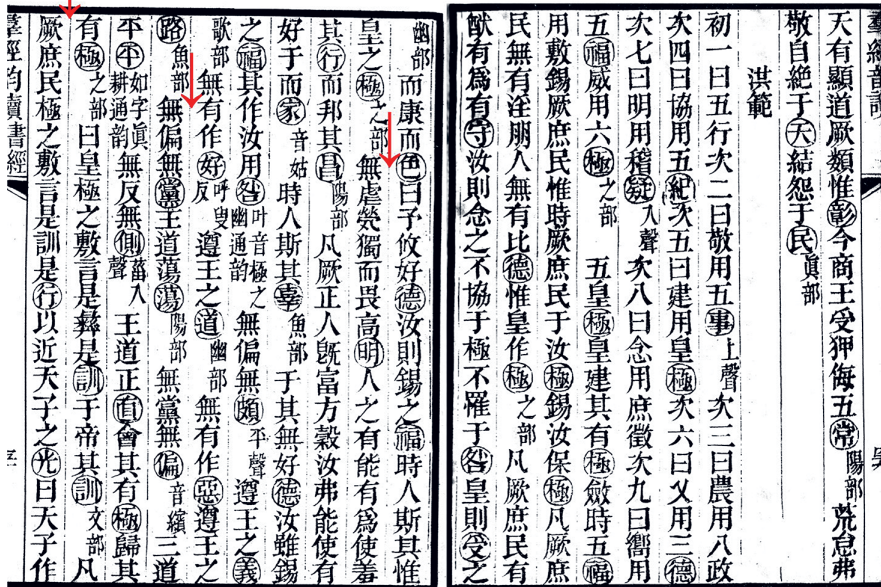 天有顯道厥類惟彰今商王受狎侮五常陽部荒怠弗
敬自絕于天結怨于民眞部
洪範
初一曰五行次二曰敬用五事上聲次三曰農用八政
次四曰協用五紀次五曰建用皇極次六曰乂用三德
次七曰明用稽疑入聲次八曰念用庶徵次九曰嚮用
五福威用六極之部 五皇極皇建其有極斂時五福
用敷錫厥庶民惟時厥庶民于汝極錫汝保極凡厥庶
民無有淫朋人無有比德惟皇作極之部 凡厥庶民有
猷有爲有守汝則念之不協于極不罹于咎皇則受之
幽部 而康而色曰予攸好德汝則錫之福時人斯其惟
皇之極之部 無虐煢獨而畏高明人之有能有爲使羞
其行而邦其昌陽部 凡厥正人旣富方穀汝弗能使有
好于而家音姑時人斯其辜魚部 于其無好德汝雖錫
之福其作汝用咎叶音極之幽通韵 無偏無頗平聲遵王之義
歌部 無有作好呼叟反遵王之道幽部 無有作惡遵王之
路魚部 無偏無黨王道蕩蕩陽部 無黨無偏音繽三道
平平如字眞耕通韵 無反無側菑入聲王道正直會其有極歸其
有極之部 曰皇極之敷言是彝是訓于帝其訓文部 凡
厥庶民極之敷言是訓是行以近天子之光曰天子作
羣經韵讀書經